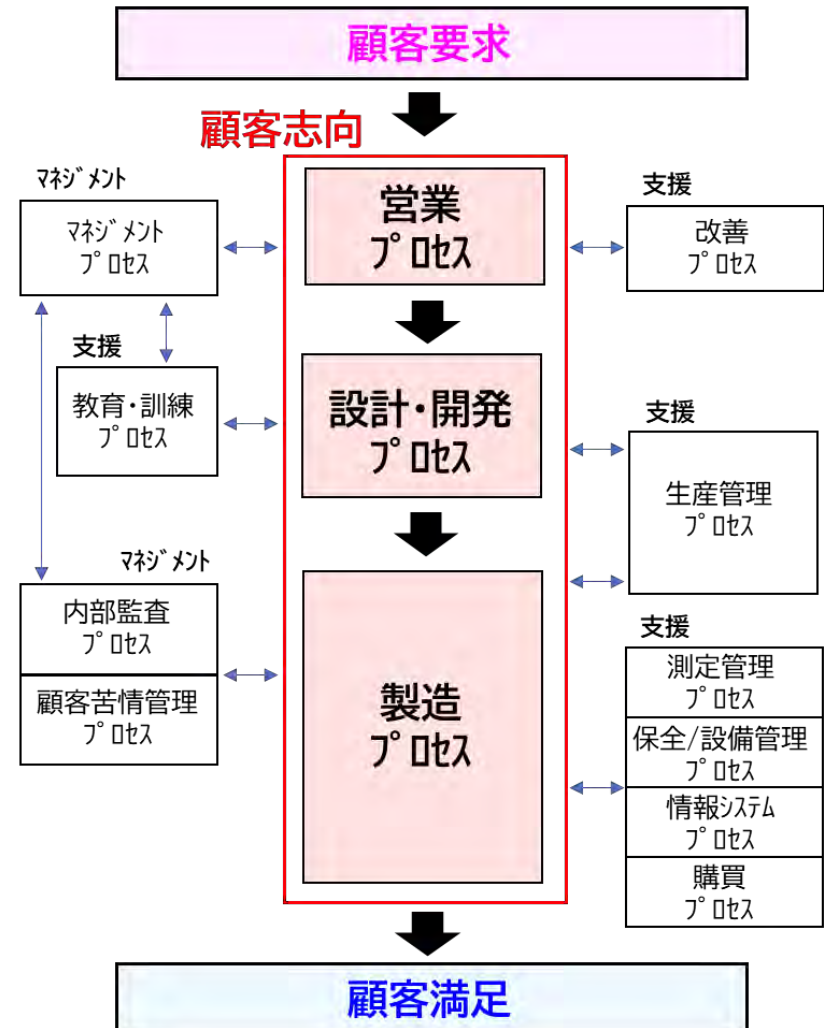 顧客要求
顧客志向
マネジメント
マネジメント
プロセス
支援
教育・訓練
プロセス
マネジメント
内部監査
プロセス
顧客苦情管理
プロセス
営業
プロセス
設計・開発
プロセス
製造
プロセス
支援
改善
プロセス
支援
生産管理
プロセス
支援
測定管理
プロセス
保全/設備管理
プロセス
情報システム
プロセス
購買
プロセス
顧客満足